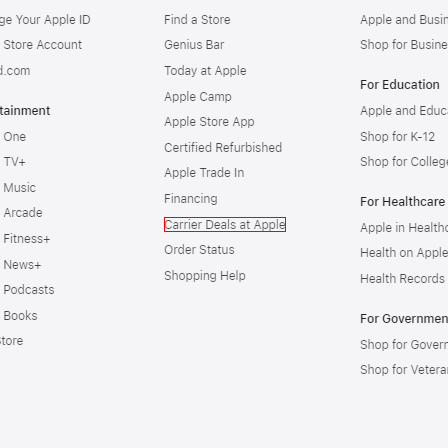 ge Your Apple ID
Store Account
d.com
tainment
One
TV+
Music
Arcade
Fitness+
News+
Podcasts
Books
Store
Find a Store
Genius Bar
Today at Apple
Apple Camp
Apple Store App
Certified Refurbished
Apple Trade In
Financing
Carrier Deals at Apple
Order Status
Shopping Help
Apple and Busin
Shop for Busine
For Education
Apple and Educ
Shop for K-12
Shop for Colleg
For Healthcare
Apple in Health
Health on Apple
Health Records
For Governmen
Shop for Govern
Shop for Vetera